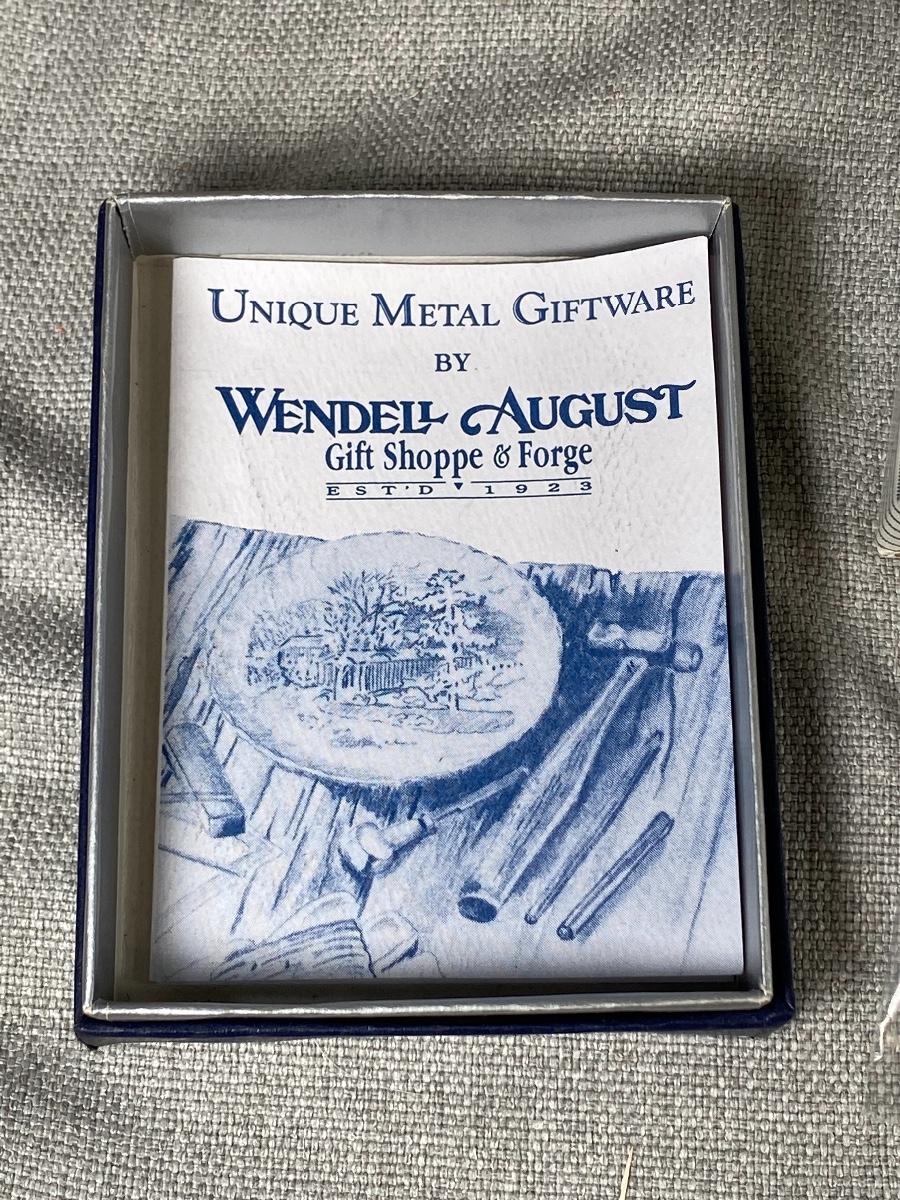 UNIQUE METAL GIFTWARE
BY
WENDELL AUGUST
Gift Shoppe & Forge
EST'D 1923